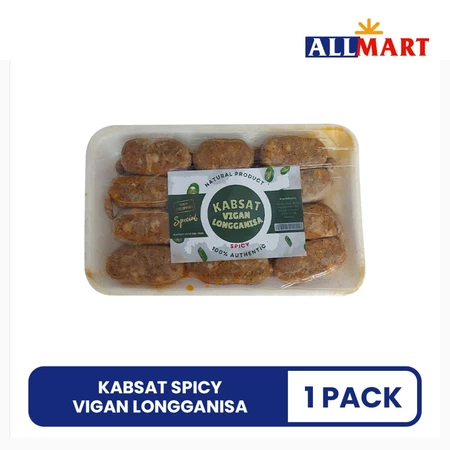 ALLMART
NATURAL PRODUCT
KABSAT
VIGAN
LONGGANISA
Special
SPICY
100% AUTHENTIC
KABSAT SPICY
VIGAN LONGGANISA
1 PACK